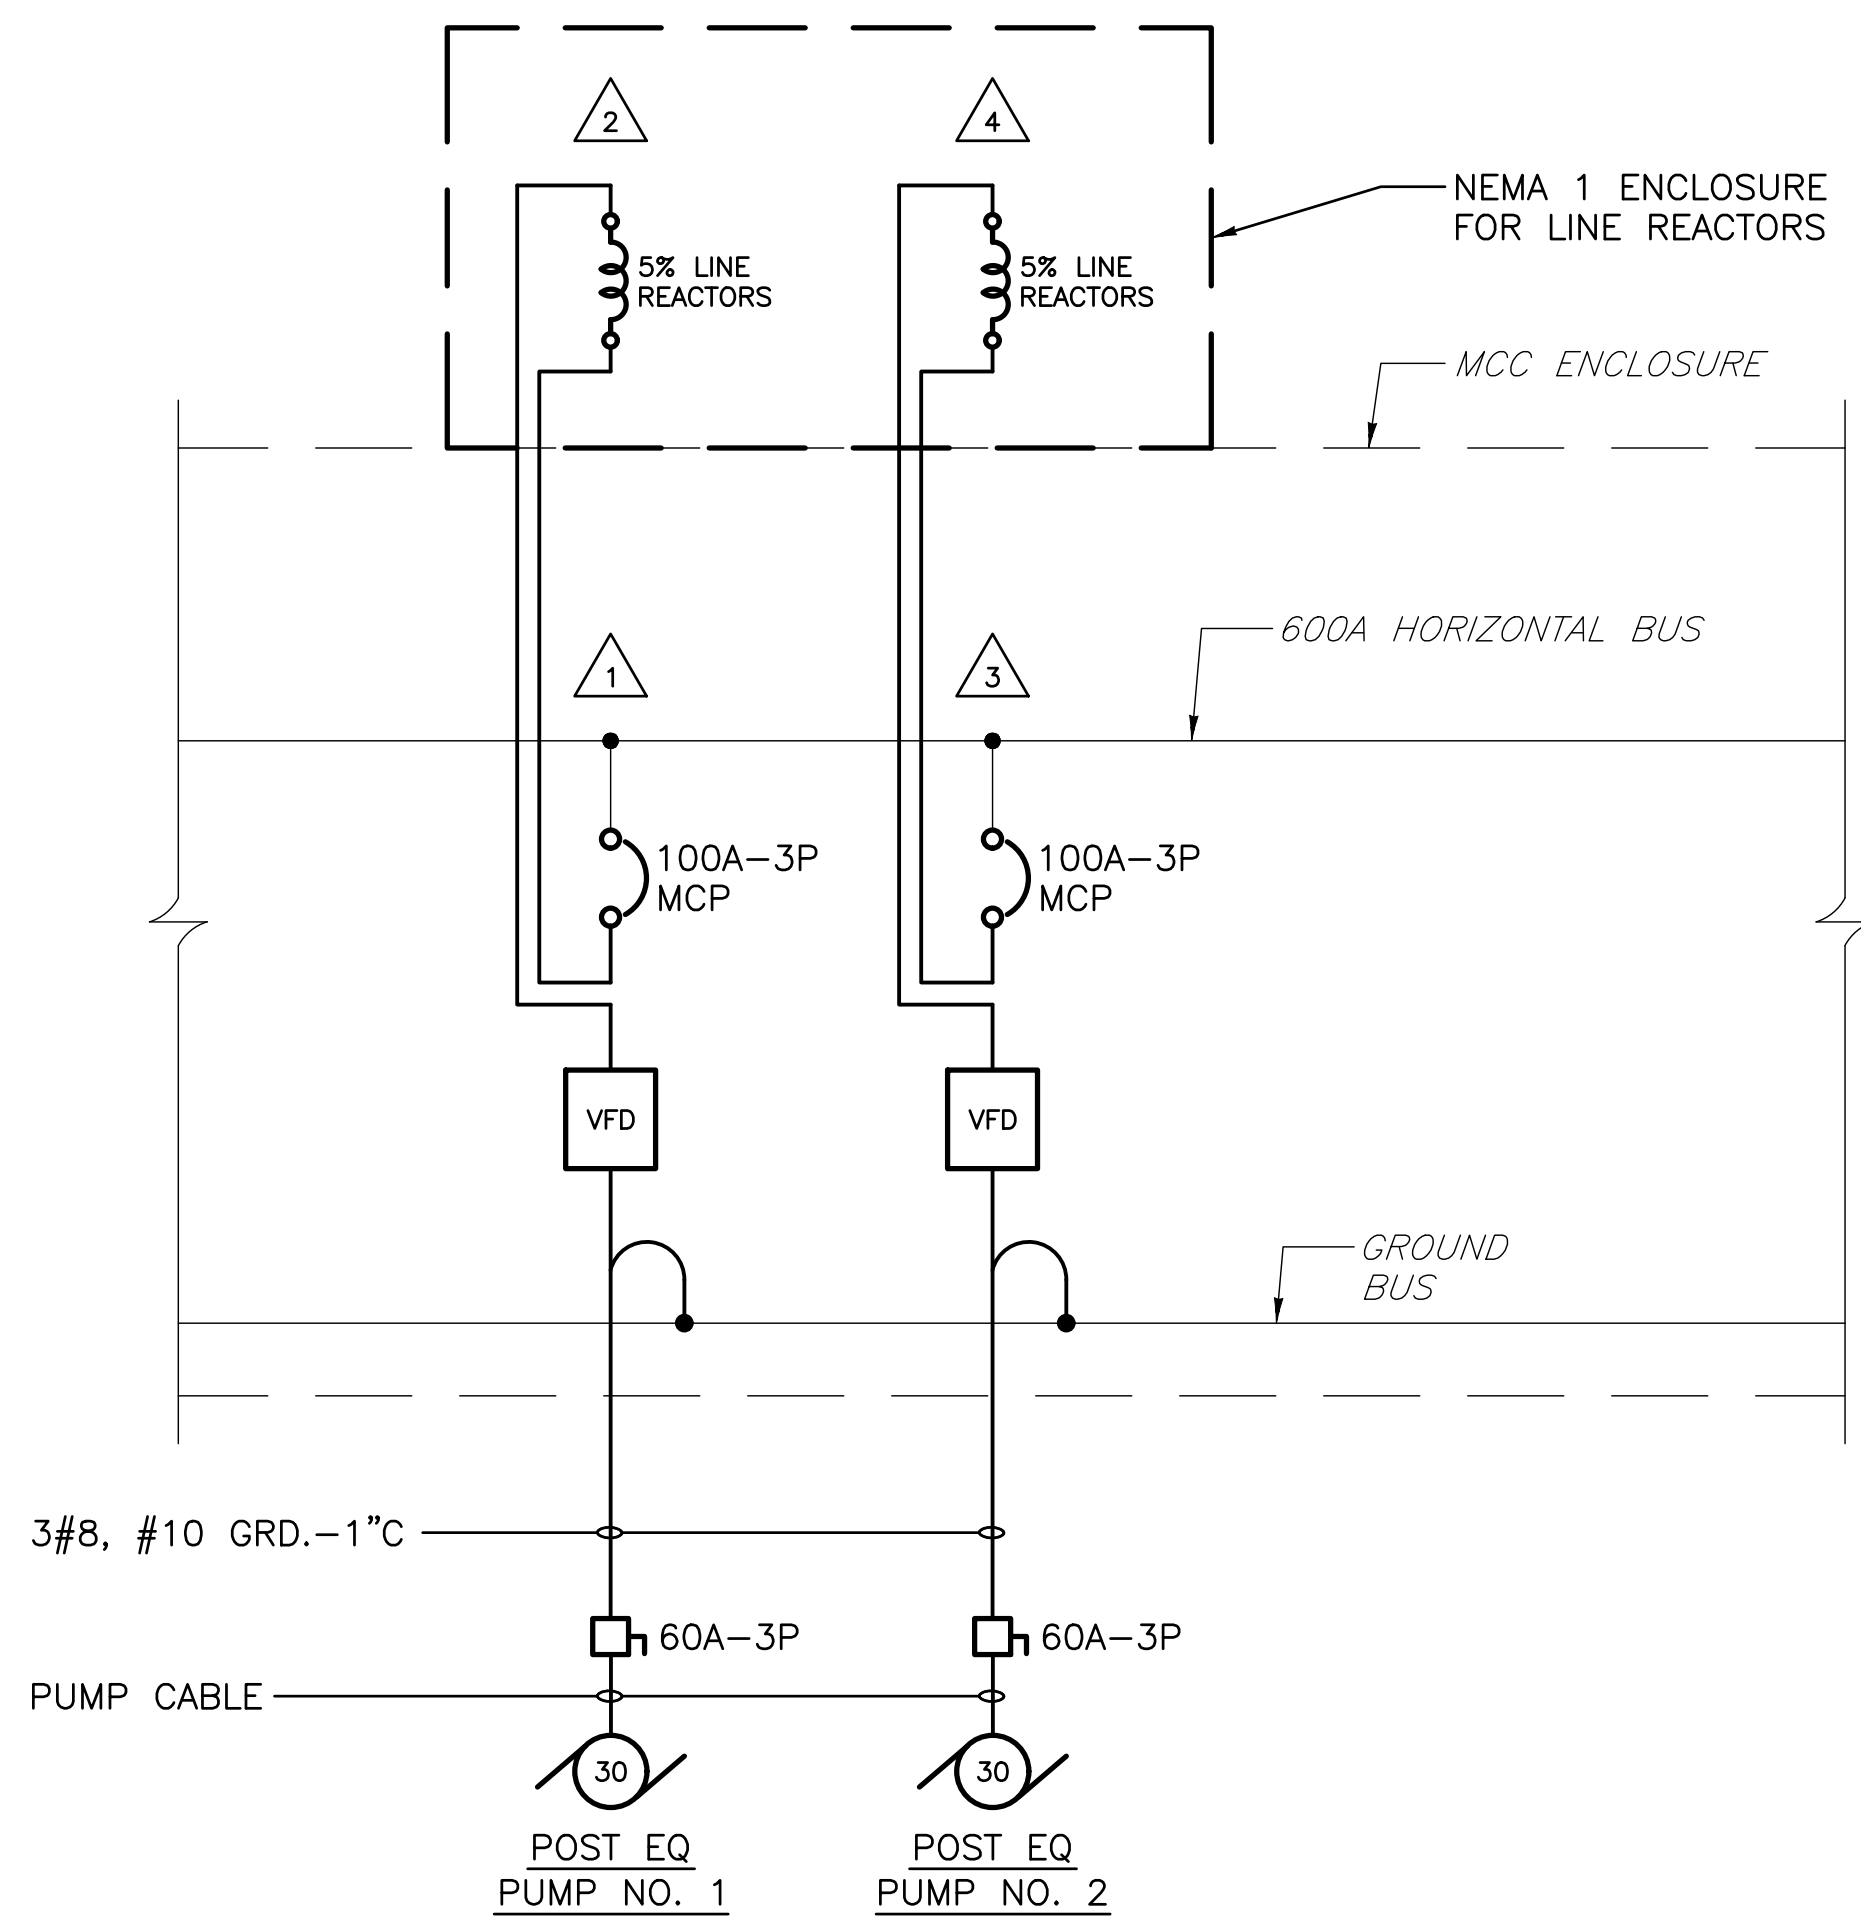 2
4
NEMA 1 ENCLOSURE
FOR LINE REACTORS
5% LINE
REACTORS
5% LINE
REACTORS
MCC ENCLOSURE
600A HORIZONTAL BUS
1
3
100A-3P
MCP
100A-3P
MCP
VFD
VFD
GROUND
BUS
3#8, #10 GRD.-1"C
60A-3P
60A-3P
PUMP CABLE
30
30
POST EQ
PUMP NO. 1
POST EQ
PUMP NO. 2